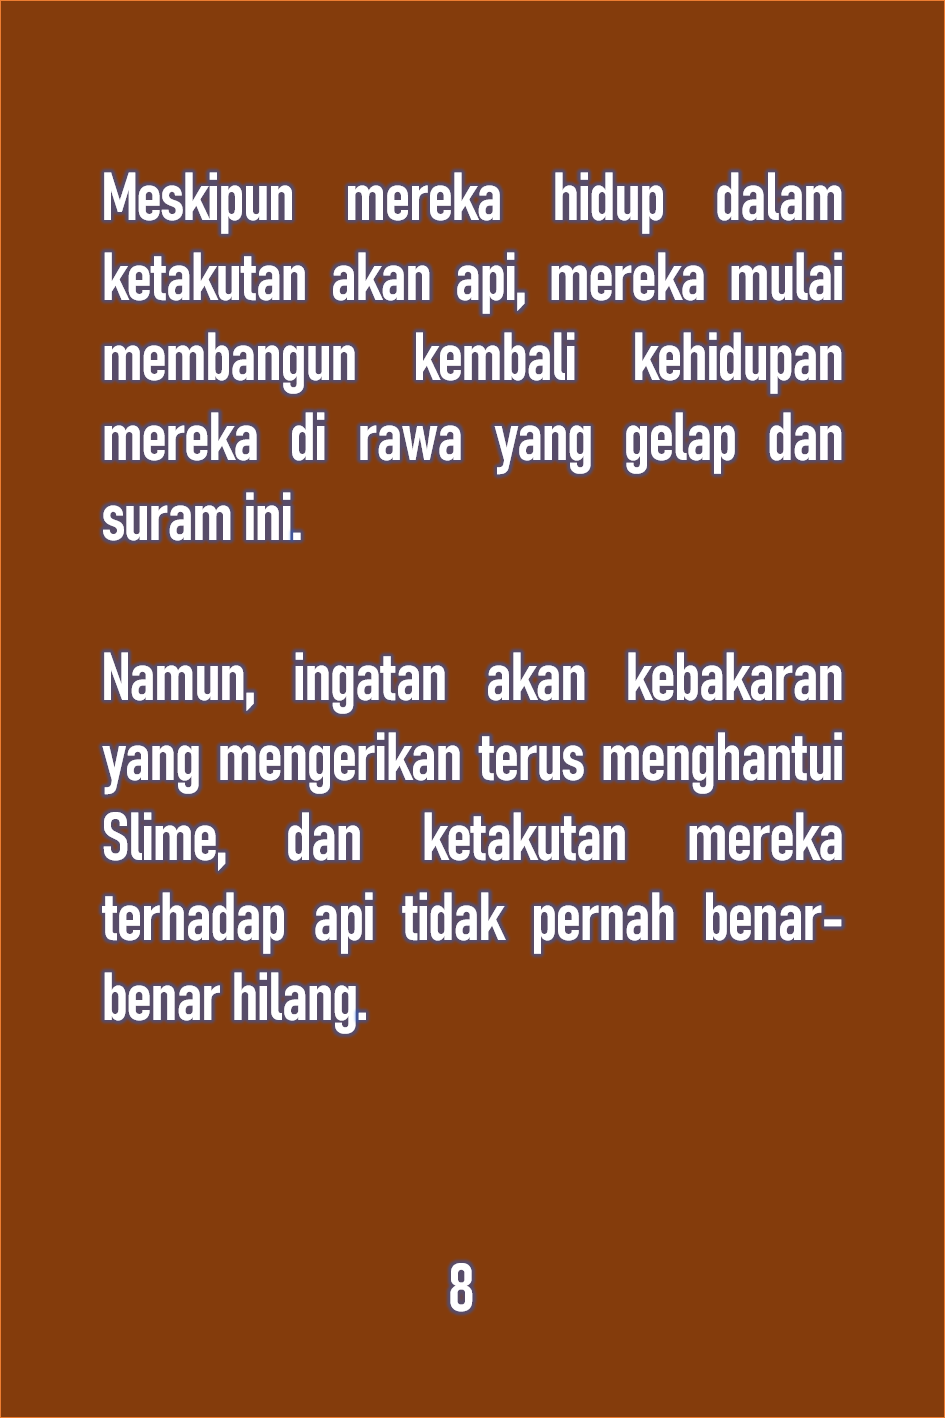 Meskipun mereka hidup dalam
ketakutan akan api, mereka mulai
membangun kembali kehidupan
mereka di rawa yang gelap dan
suram ini.
Namun, ingatan akan kebakaran
yang mengerikan terus menghantui
Slime, dan ketakutan mereka
terhadap api tidak pernah benar-
benar hilang.
8